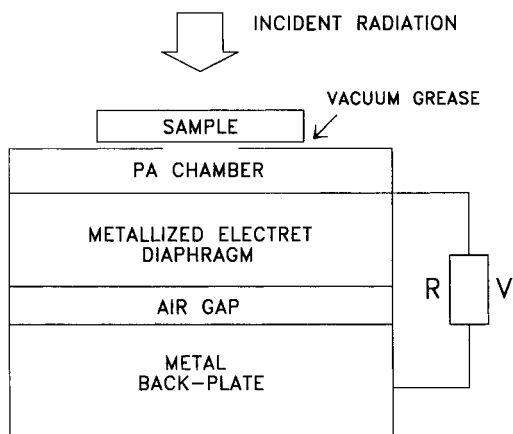 INCIDENT RADIATION
VACUUM GREASE
SAMPLE
PA CHAMBER
METALLIZED ELECTRET
DIAPHRAGM
R V
AIR GAP
METAL
BACK-PLATE